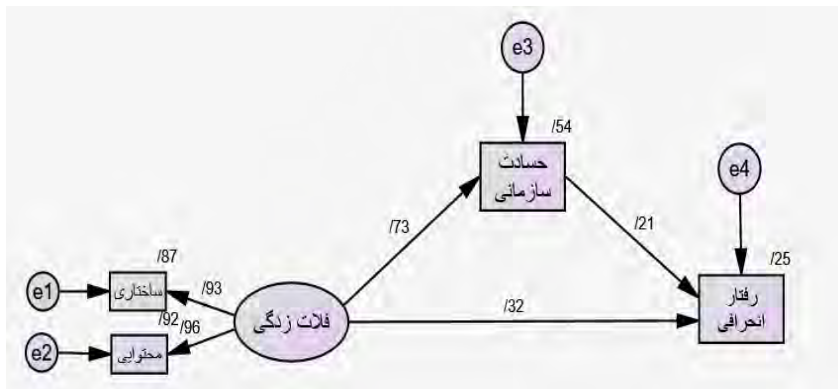 e3
/54
حسادت
سازمانی
e4
/73
/21
/25
/87
e1
ساختاری
/93
فلات زدگی
/32
رفتار
انحرافی
/92
/96
e2
محتوایی